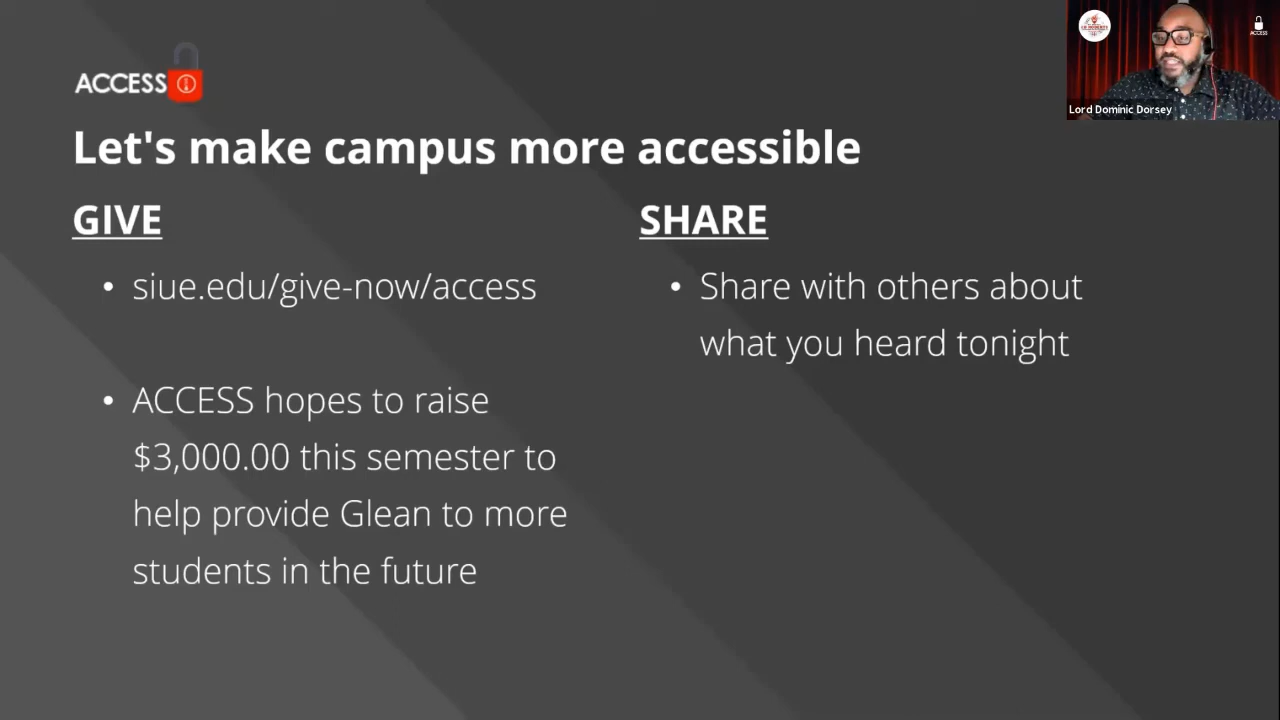 ACCESS
Let's make campus more accessible
GIVE
• siue.edu/give-now/access
• ACCESS hopes to raise
$3,000.00 this semester to
help provide Glean to more
students in the future
SHARE
• Share with others about
what you heard tonight
Lord Dominic Dorsey
ACCESS